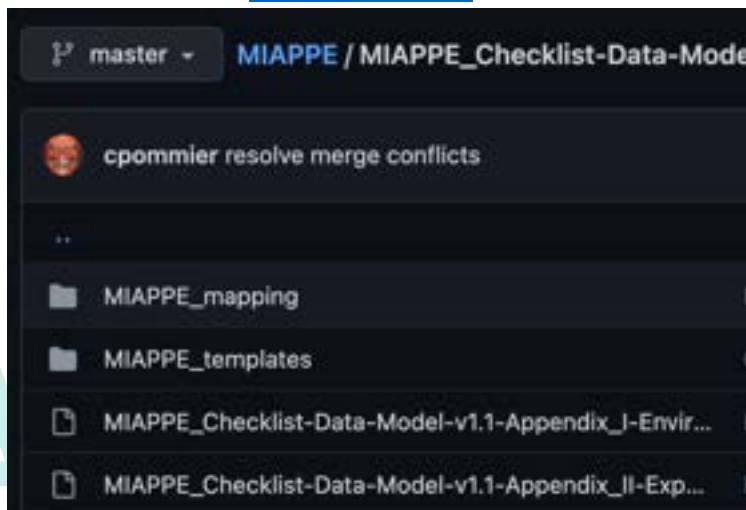 master MIAPPE / MIAPPE_Checklist-Data-Mode
cpommier resolve merge conflicts
..
MIAPPE_mapping
MIAPPE_templates
MIAPPE_Checklist-Data-Model-v1.1-Appendix_I-Envir...
MIAPPE_Checklist-Data-Model-v1.1-Appendix_II-Exp...